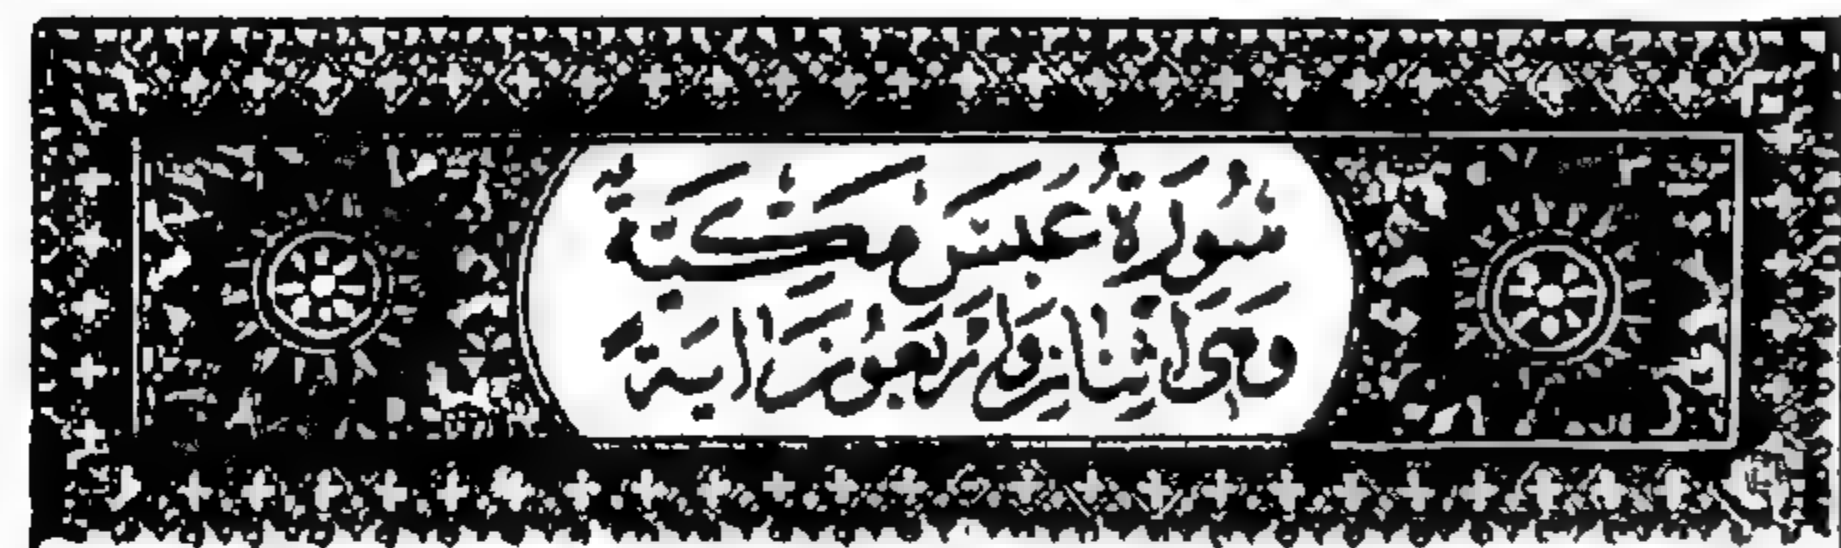 سُورَةُ عَبَسَ مَكِّيَّةٌ
وَهِيَ اثْنَانِ وَأَرْبَعُونَ آيَةً